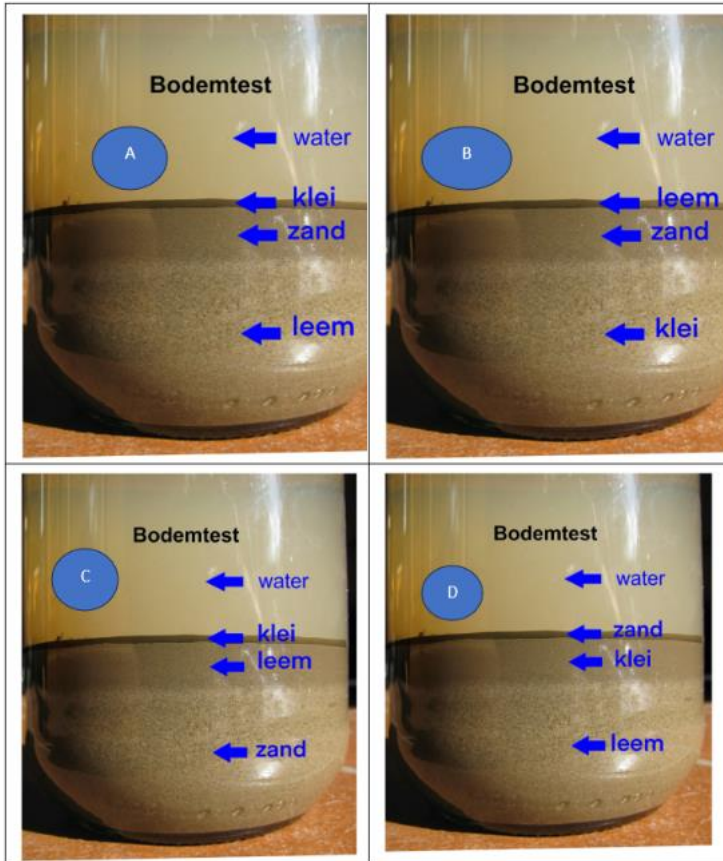 Bodemtest
A
water
klei
zand
leem
Bodemtest
B
water
leem
zand
klei
Bodemtest
C
water
klei
leem
zand
Bodemtest
D
water
zand
klei
leem